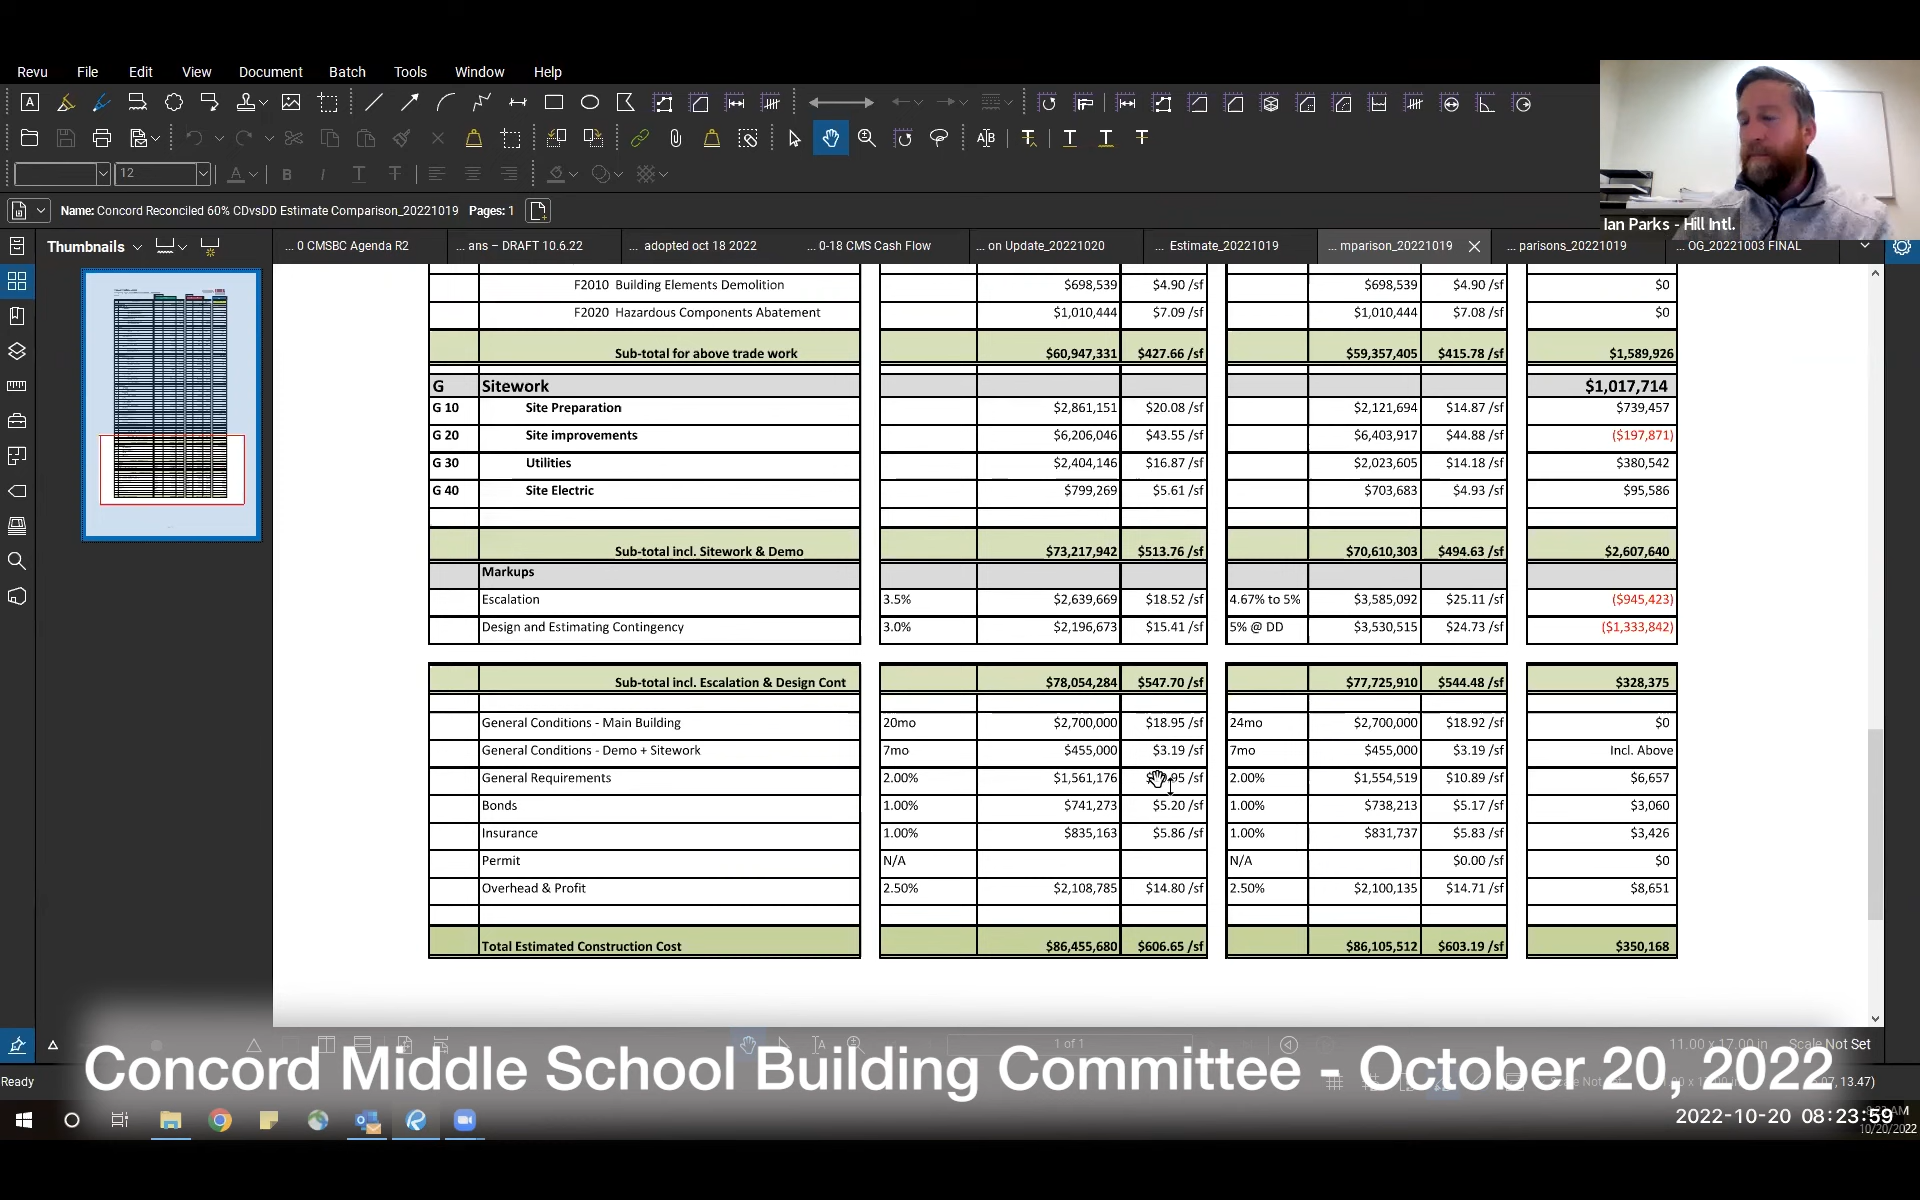 Revu File Edit View Document Batch Tools Window Help
12
Name: Concord Reconciled 60% CDvsDD Estimate Comparison_20221019 Pages: 1
Ian Parks - Hill Intl.
Thumbnails
... 0 CMSBC Agenda R2 ... ans – DRAFT 10.6.22 ... adopted oct 18 2022 ... 0-18 CMS Cash Flow ... on Update_20221020 ... Estimate_20221019 ... mparison_20221019 ... parisons_20221019 ... OG_20221003 FINAL
F2010 Building Elements Demolition $698,539 $4.90 /sf $698,539 $4.90 /sf $0
F2020 Hazardous Components Abatement $1,010,444 $7.09 /sf $1,010,444 $7.08 /sf $0
Sub-total for above trade work $60,947,331 $427.66 /sf $59,357,405 $415.78 /sf $1,589,926
G Sitework $1,017,714
G 10 Site Preparation $2,861,151 $20.08 /sf $2,121,694 $14.87 /sf $739,457
G 20 Site improvements $6,206,046 $43.55 /sf $6,403,917 $44.88 /sf ($197,871)
G 30 Utilities $2,404,146 $16.87 /sf $2,023,605 $14.18 /sf $380,542
G 40 Site Electric $799,269 $5.61 /sf $703,683 $4.93 /sf $95,586
Sub-total incl. Sitework & Demo $73,217,942 $513.76 /sf $70,610,303 $494.63 /sf $2,607,640
Markups
Escalation 3.5% $2,639,669 $18.52 /sf 4.67% to 5% $3,585,092 $25.11 /sf ($945,423)
Design and Estimating Contingency 3.0% $2,196,673 $15.41 /sf 5% @ DD $3,530,515 $24.73 /sf ($1,333,842)
Sub-total incl. Escalation & Design Cont $78,054,284 $547.70 /sf $77,725,910 $544.48 /sf $328,375
General Conditions - Main Building 20mo $2,700,000 $18.95 /sf 24mo $2,700,000 $18.92 /sf $0
General Conditions - Demo + Sitework 7mo $455,000 $3.19 /sf 7mo $455,000 $3.19 /sf Incl. Above
General Requirements 2.00% $1,561,176 /sf 2.00% $1,554,519 $10.89 /sf $6,657
Bonds 1.00% $741,273 $5.20 /sf 1.00% $738,213 $5.17 /sf $3,060
Insurance 1.00% $835,163 $5.86 /sf 1.00% $831,737 $5.83 /sf $3,426
Permit N/A N/A $0.00 /sf $0
Overhead & Profit 2.50% $2,108,785 $14.80 /sf 2.50% $2,100,135 $14.71 /sf $8,651
Total Estimated Construction Cost $86,455,680 $606.65 /sf $86,105,512 $603.19 /sf $350,168
1 of 1 11.00 x 17.00 in Scale Not Set
Concord Middle School Building Committee - October 20, 2022
Ready
2022-10-20 08:23:59
10/20/2022